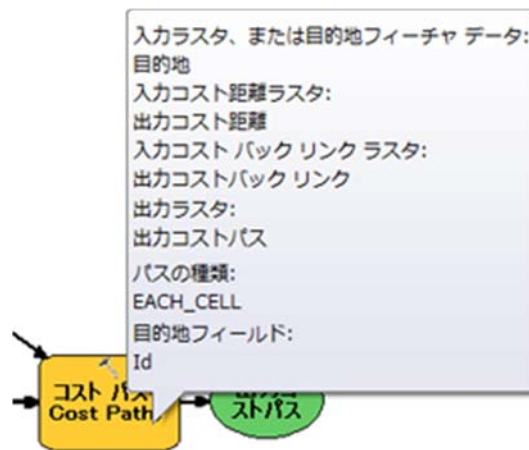 入力ラスタ、または目的地フィーチャ データ:
目的地
入力コスト距離ラスタ:
出力コスト距離
入力コスト バック リンク ラスタ:
出力コストバック リンク
出力ラスタ:
出力コストパス
パスの種類:
EACH_CELL
目的地フィールド:
Id
コスト パス
Cost Path
ストパス